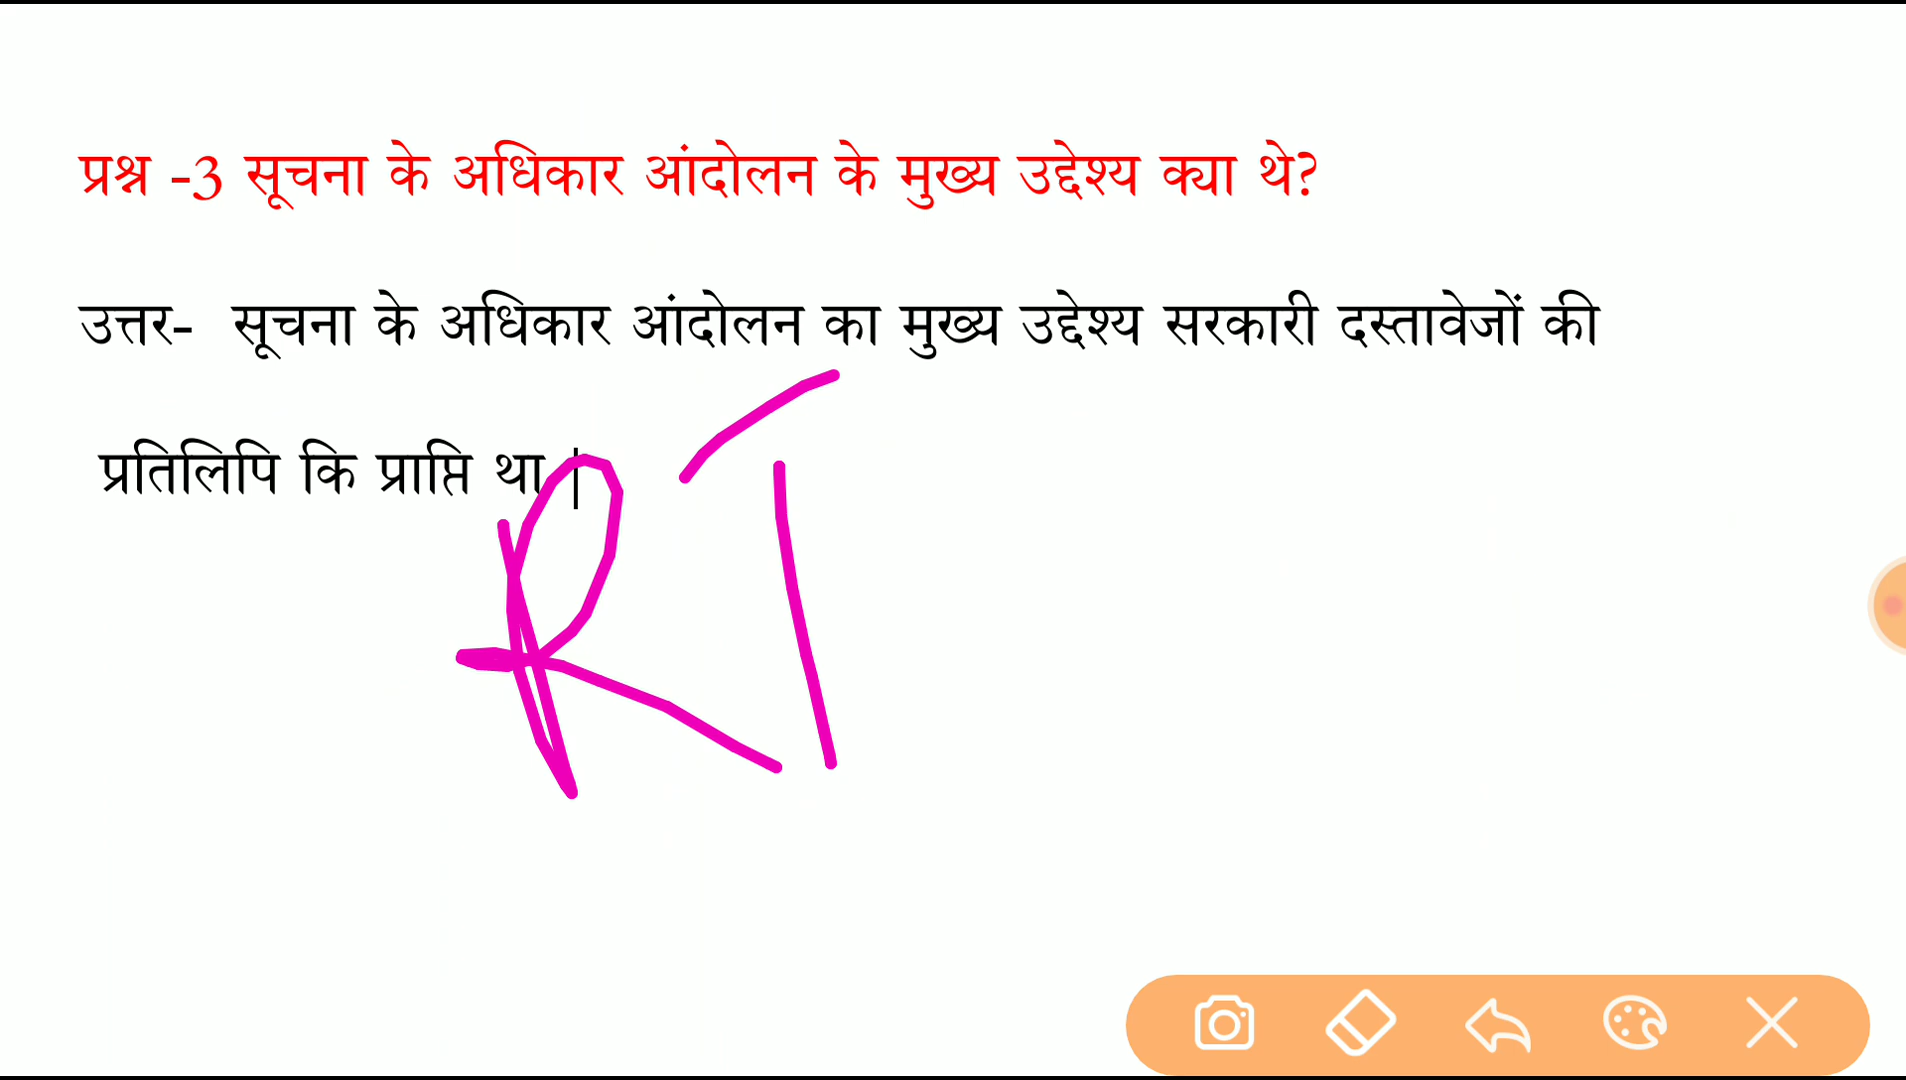 प्रश्न -3 सूचना के अधिकार आंदोलन के मुख्य उद्देश्य क्या थे?
उत्तर- सूचना के अधिकार आंदोलन का मुख्य उद्देश्य सरकारी दस्तावेजों की
प्रतिलिपि कि प्राप्ति था |
RT